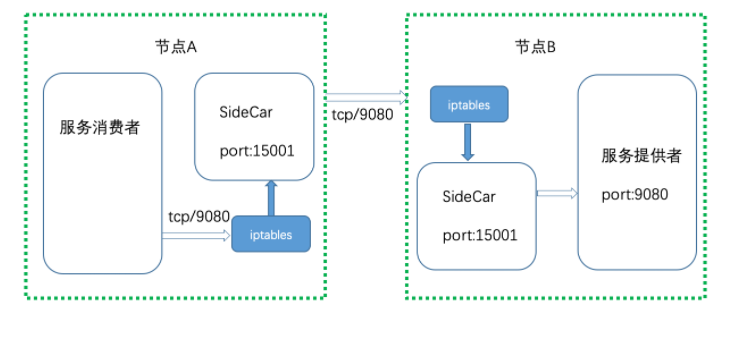 节点A
服务消费者
SideCar
port:15001
tcp/9080
iptables
tcp/9080
节点B
iptables
SideCar
port:15001
服务提供者
port:9080